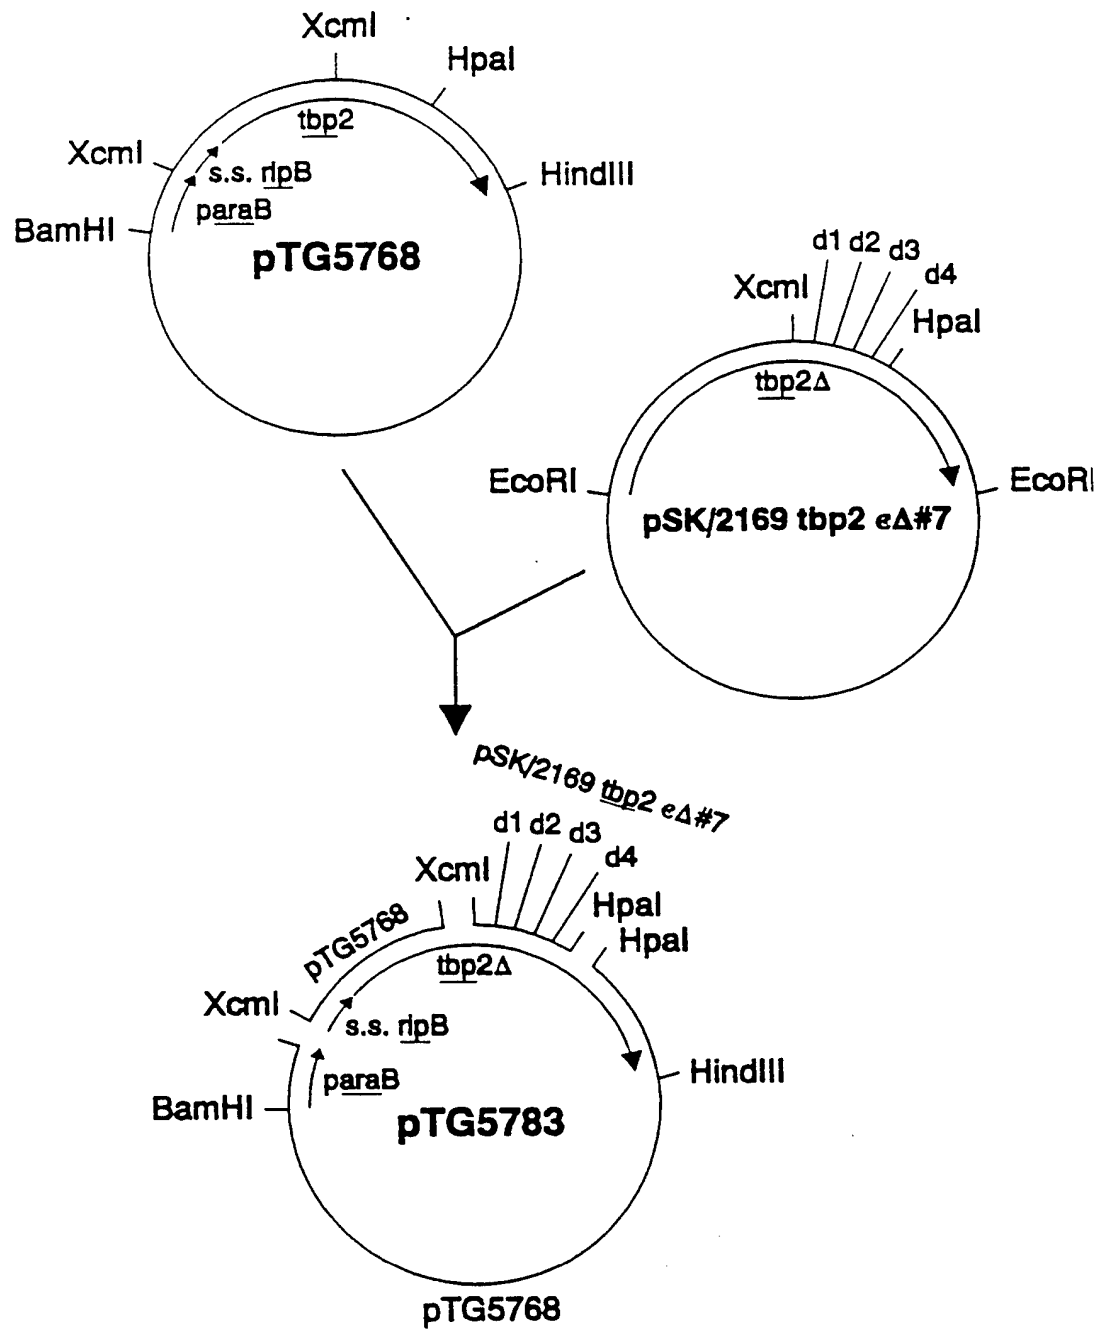 XcmI
HpaI
XcmI
tbp2
s.s. rlpB
HindIII
paraB
BamHI
pTG5768
d1 d2 d3
d4
XcmI
HpaI
tbp2Δ
EcoRI
EcoRI
pSK/2169 tbp2 eΔ#7
pSK/2169 tbp2 eΔ#7
d1 d2 d3
d4
XcmI
HpaI
HpaI
pTG5768
tbp2Δ
XcmI
s.s. rlpB
paraB
HindIII
BamHI
pTG5783
pTG5768